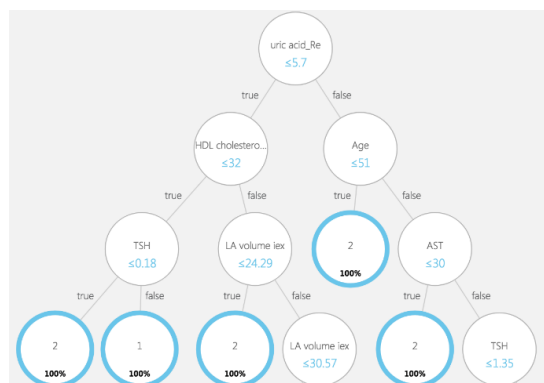 uric acid_Re
≤5.7
true
false
HDL cholestero...
≤32
Age
≤51
true
false
true
false
TSH
≤0.18
LA volume iex
≤24.29
2
100%
AST
≤30
true
false
true
false
true
false
2
100%
1
100%
2
100%
LA volume iex
≤30.57
2
100%
TSH
≤1.35